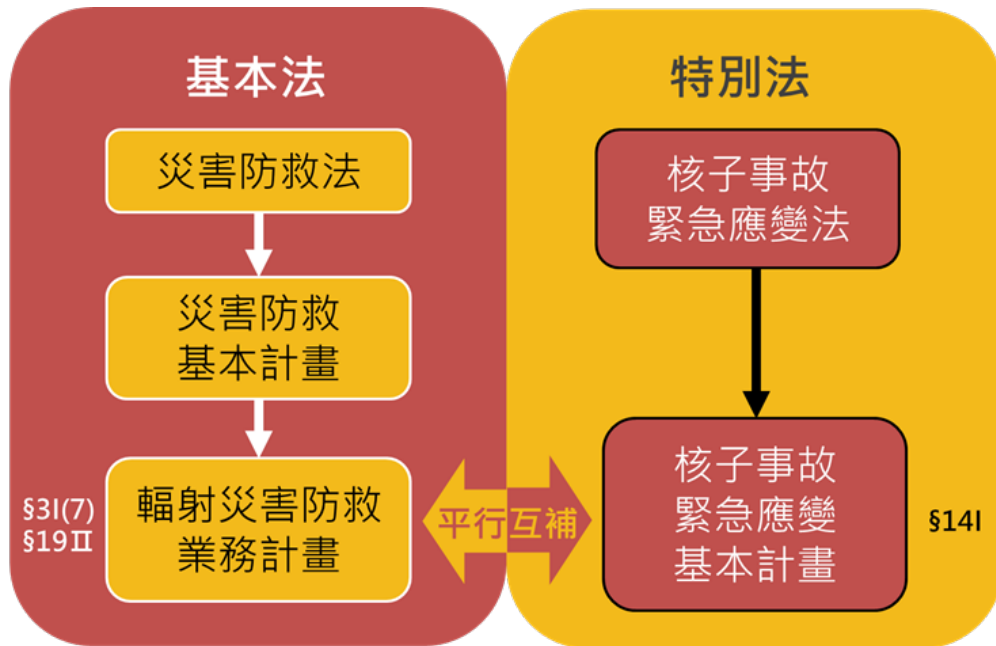 基本法
災害防救法
災害防救
基本計畫
§3I(7)
§19Ⅱ
輻射災害防救
業務計畫
平行互補
特別法
核子事故
緊急應變法
核子事故
緊急應變
基本計畫
§14I